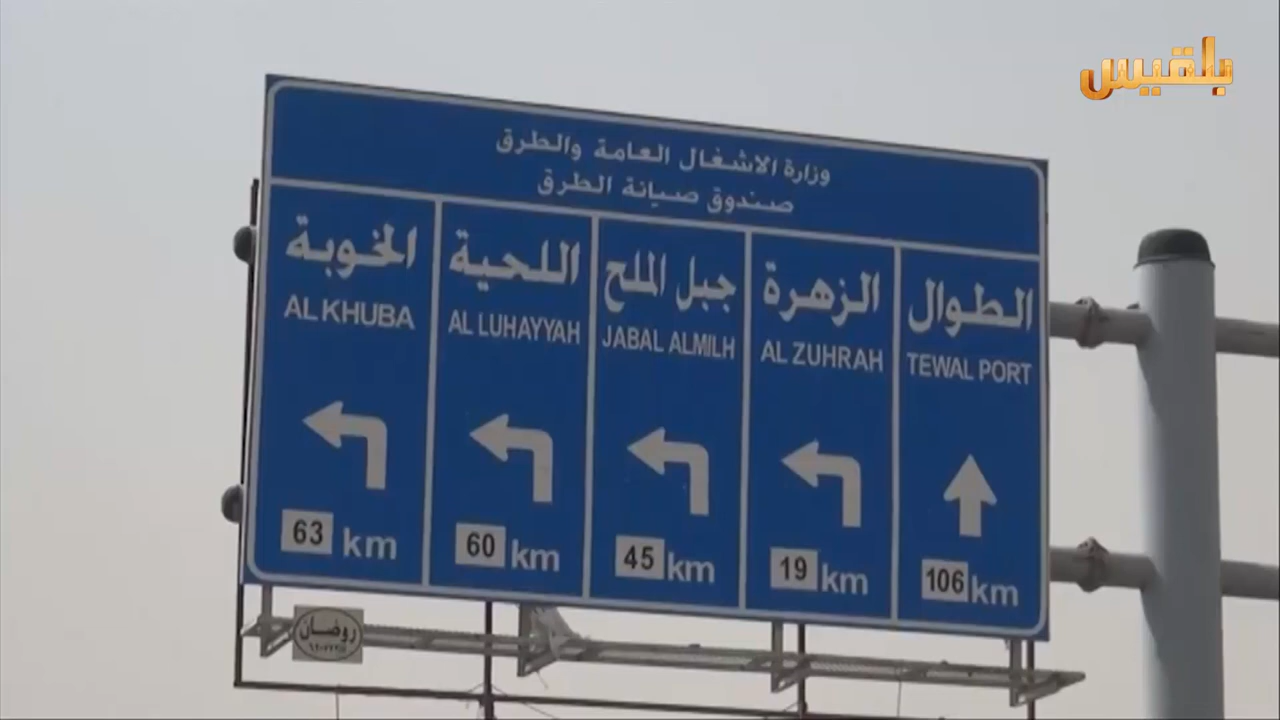 بلقيس
وزارة الاشغال العامة والطرق
صندوق صيانة الطرق
الطوال
TEWAL PORT
106 km
الزهرة
AL ZUHRAH
19 km
جبل الملح
JABAL ALMILH
45 km
اللحية
AL LUHAYYAH
60 km
الخوبة
AL KHUBA
63 km
روضان